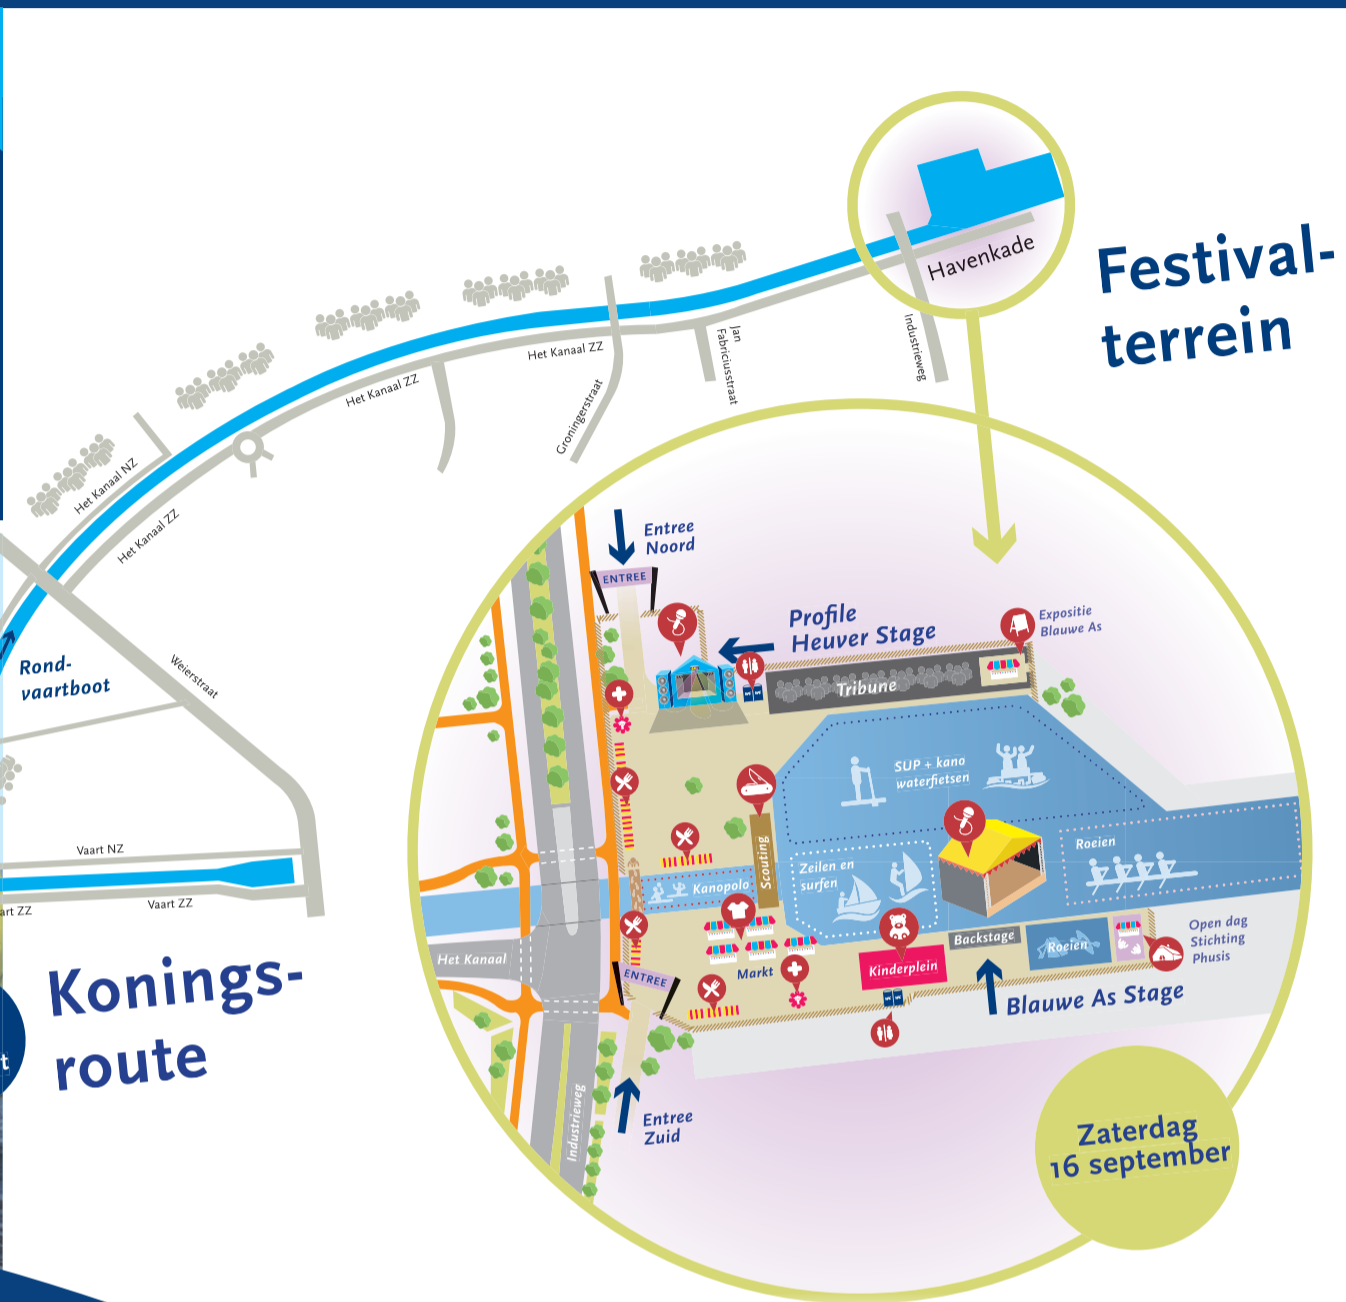 Festival-
terrein
Havenkade
Industrieweg
Jan
Fabriciusstraat
Het Kanaal ZZ
Groningerstraat
Het Kanaal ZZ
Het Kanaal NZ
Het Kanaal ZZ
Rond-
vaartboot
Weierstraat
Vaart NZ
Vaart ZZ
art ZZ
Konings-
route
t
Entree
Noord
ENTREE
Profile
Heuver Stage
Expositie
Blauwe As
Tribune
SUP + kano
waterfietsen
Scouting
Zeilen en
surfen
Roeien
Kanopolo
Het Kanaal
Markt
Kinderplein
Backstage
Roeien
Open dag
Stichting
Phusis
ENTREE
Blauwe As Stage
Industrieweg
Entree
Zuid
Zaterdag
16 september